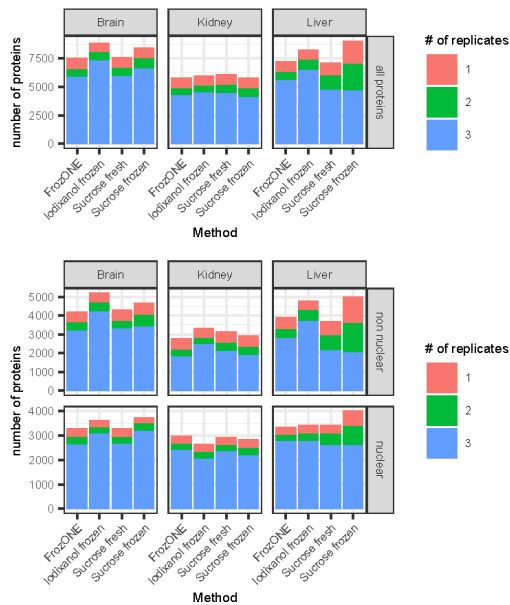 Brain Kidney Liver
number of proteins
7500
5000
2500
0
all proteins
# of replicates
1
2
3
FrozONE Iodixanol frozen Sucrose fresh Sucrose frozen FrozONE Iodixanol frozen Sucrose fresh Sucrose frozen FrozONE Iodixanol frozen Sucrose fresh Sucrose frozen
Method
Brain Kidney Liver
number of proteins
5000
4000
3000
2000
1000
0
non nuclear
4000
3000
2000
1000
0
nuclear
# of replicates
1
2
3
FrozONE Iodixanol frozen Sucrose fresh Sucrose frozen FrozONE Iodixanol frozen Sucrose fresh Sucrose frozen FrozONE Iodixanol frozen Sucrose fresh Sucrose frozen
Method